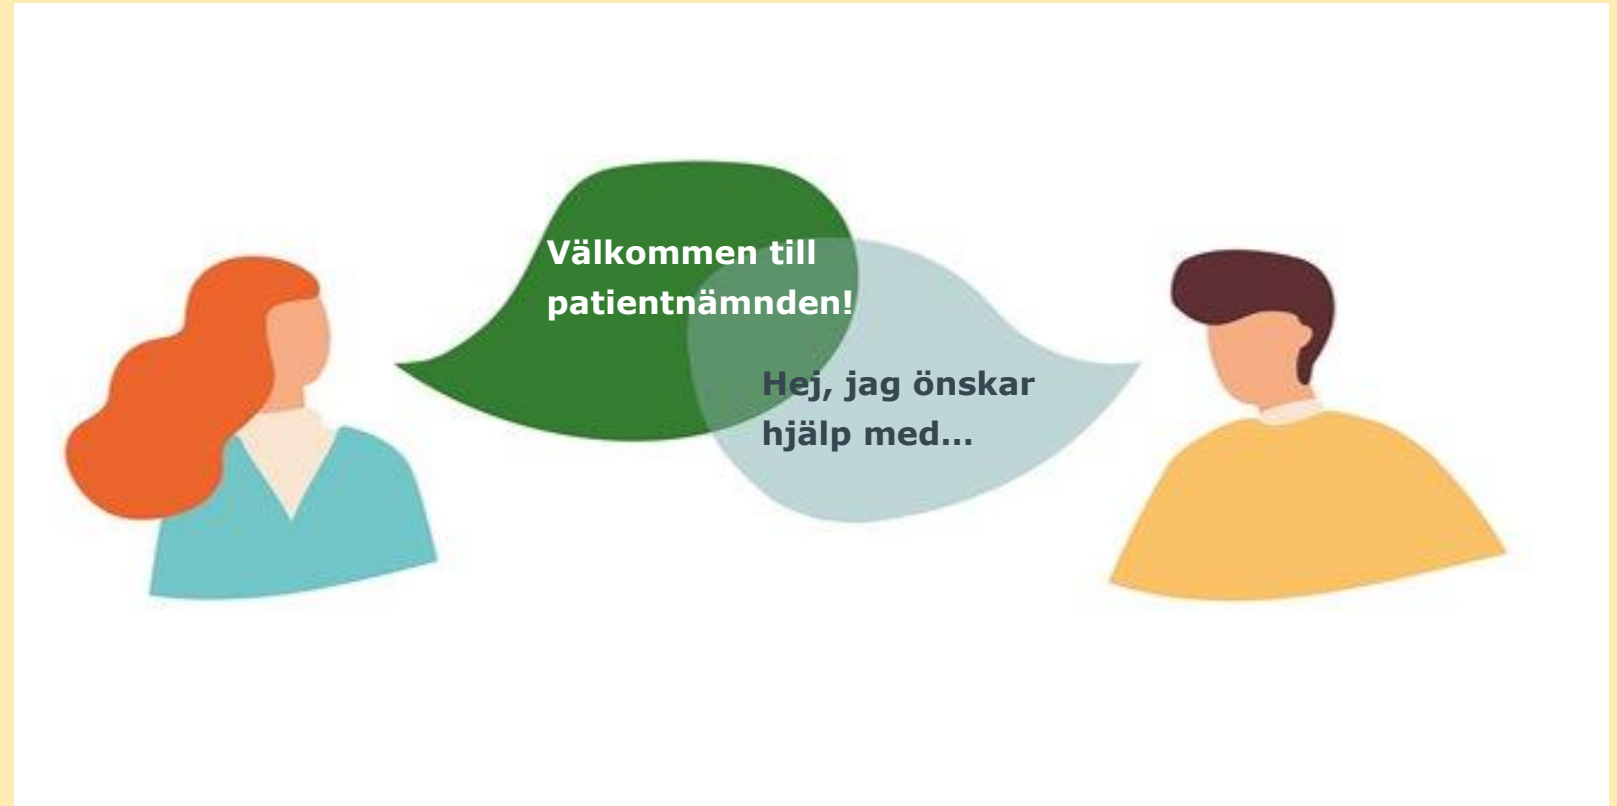 Välkommen till
patientnämnden!
Hej, jag önskar
hjälp med…